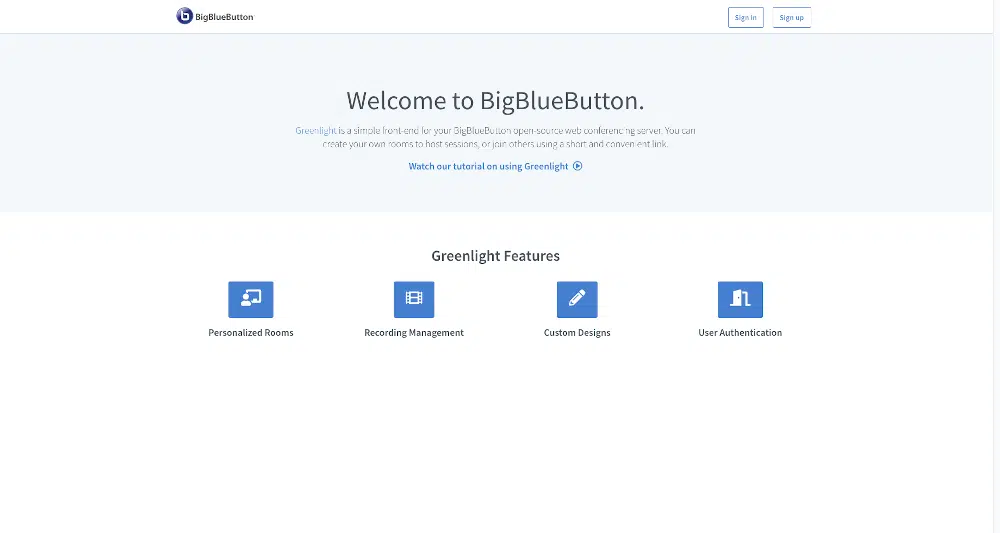 BigBlueButton
Sign in
Sign up
Welcome to BigBlueButton.
Greenlight is a simple front-end for your BigBlueButton open-source web conferencing server. You can
create your own rooms to host sessions, or join others using a short and convenient link.
Watch our tutorial on using Greenlight
Greenlight Features
Personalized Rooms
Recording Management
Custom Designs
User Authentication